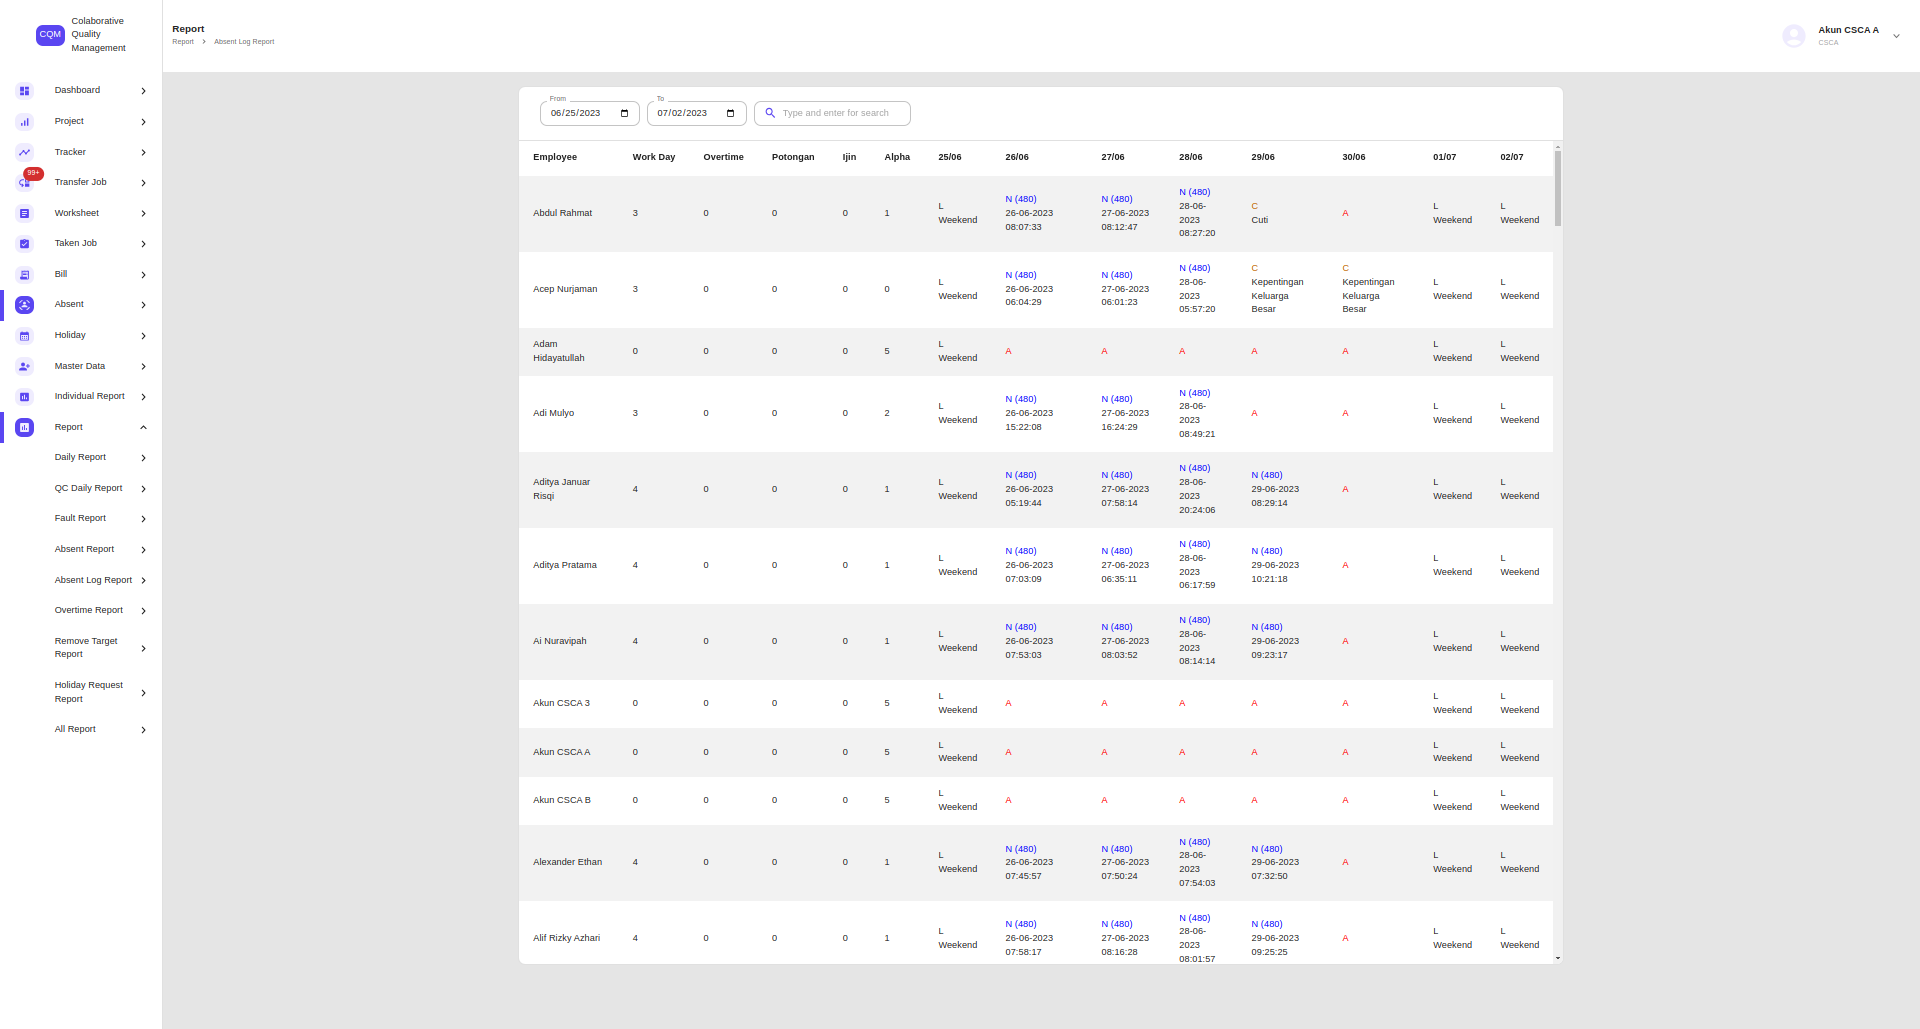 CQM
Colaborative
Quality
Management
Report
Report
Absent Log Report
Akun CSCA A
CSCA
Dashboard
Project
Tracker
99+
Transfer Job
Worksheet
Taken Job
Bill
Absent
Holiday
Master Data
Individual Report
Report
Daily Report
QC Daily Report
Fault Report
Absent Report
Absent Log Report
Overtime Report
Remove Target
Report
Holiday Request
Report
All Report
From
06/25/2023
To
07/02/2023
Type and enter for search
Employee Work Day Overtime Potongan Ijin Alpha 25/06 26/06 27/06 28/06 29/06 30/06 01/07 02/07
Abdul Rahmat 3 0 0 0 1
L
Weekend
N (480)
26-06-2023
08:07:33
N (480)
27-06-2023
08:12:47
N (480)
28-06-
2023
08:27:20
C
Cuti
A
L
Weekend
L
Weekend
Acep Nurjaman 3 0 0 0 0
L
Weekend
N (480)
26-06-2023
06:04:29
N (480)
27-06-2023
06:01:23
N (480)
28-06-
2023
05:57:20
C
Kepentingan
Keluarga
Besar
C
Kepentingan
Keluarga
Besar
L
Weekend
L
Weekend
Adam
Hidayatullah
0 0 0 0 5
L
Weekend
A A A A A
L
Weekend
L
Weekend
Adi Mulyo 3 0 0 0 2
L
Weekend
N (480)
26-06-2023
15:22:08
N (480)
27-06-2023
16:24:29
N (480)
28-06-
2023
08:49:21
A
A
L
Weekend
L
Weekend
Aditya Januar
Risqi
4 0 0 0 1
L
Weekend
N (480)
26-06-2023
05:19:44
N (480)
27-06-2023
07:58:14
N (480)
28-06-
2023
20:24:06
N (480)
29-06-2023
08:29:14
A
L
Weekend
L
Weekend
Aditya Pratama 4 0 0 0 1
L
Weekend
N (480)
26-06-2023
07:03:09
N (480)
27-06-2023
06:35:11
N (480)
28-06-
2023
06:17:59
N (480)
29-06-2023
10:21:18
A
L
Weekend
L
Weekend
Ai Nuravipah 4 0 0 0 1
L
Weekend
N (480)
26-06-2023
07:53:03
N (480)
27-06-2023
08:03:52
N (480)
28-06-
2023
08:14:14
N (480)
29-06-2023
09:23:17
A
L
Weekend
L
Weekend
Akun CSCA 3 0 0 0 0 5
L
Weekend
A A A A A
L
Weekend
L
Weekend
Akun CSCA A 0 0 0 0 5
L
Weekend
A A A A A
L
Weekend
L
Weekend
Akun CSCA B 0 0 0 0 5
L
Weekend
A A A A A
L
Weekend
L
Weekend
Alexander Ethan 4 0 0 0 1
L
Weekend
N (480)
26-06-2023
07:45:57
N (480)
27-06-2023
07:50:24
N (480)
28-06-
2023
07:54:03
N (480)
29-06-2023
07:32:50
A
L
Weekend
L
Weekend
Alif Rizky Azhari 4 0 0 0 1
L
Weekend
N (480)
26-06-2023
07:58:17
N (480)
27-06-2023
08:16:28
N (480)
28-06-
2023
08:01:57
N (480)
29-06-2023
09:25:25
A
L
Weekend
L
Weekend